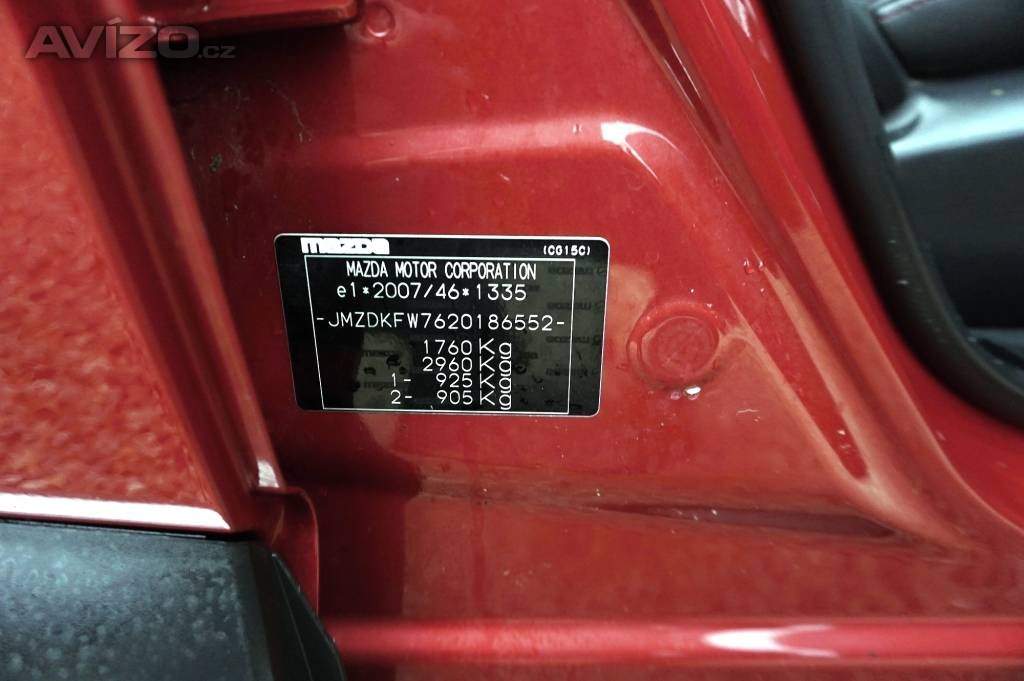 AVÍZO.cz
mazda (CG15C)
MAZDA MOTOR CORPORATION
e1*2007/46*1335
-JMZDKFW7620186552-
1760 Kg
2960 Kg
1- 925 Kg
2- 905 Kg